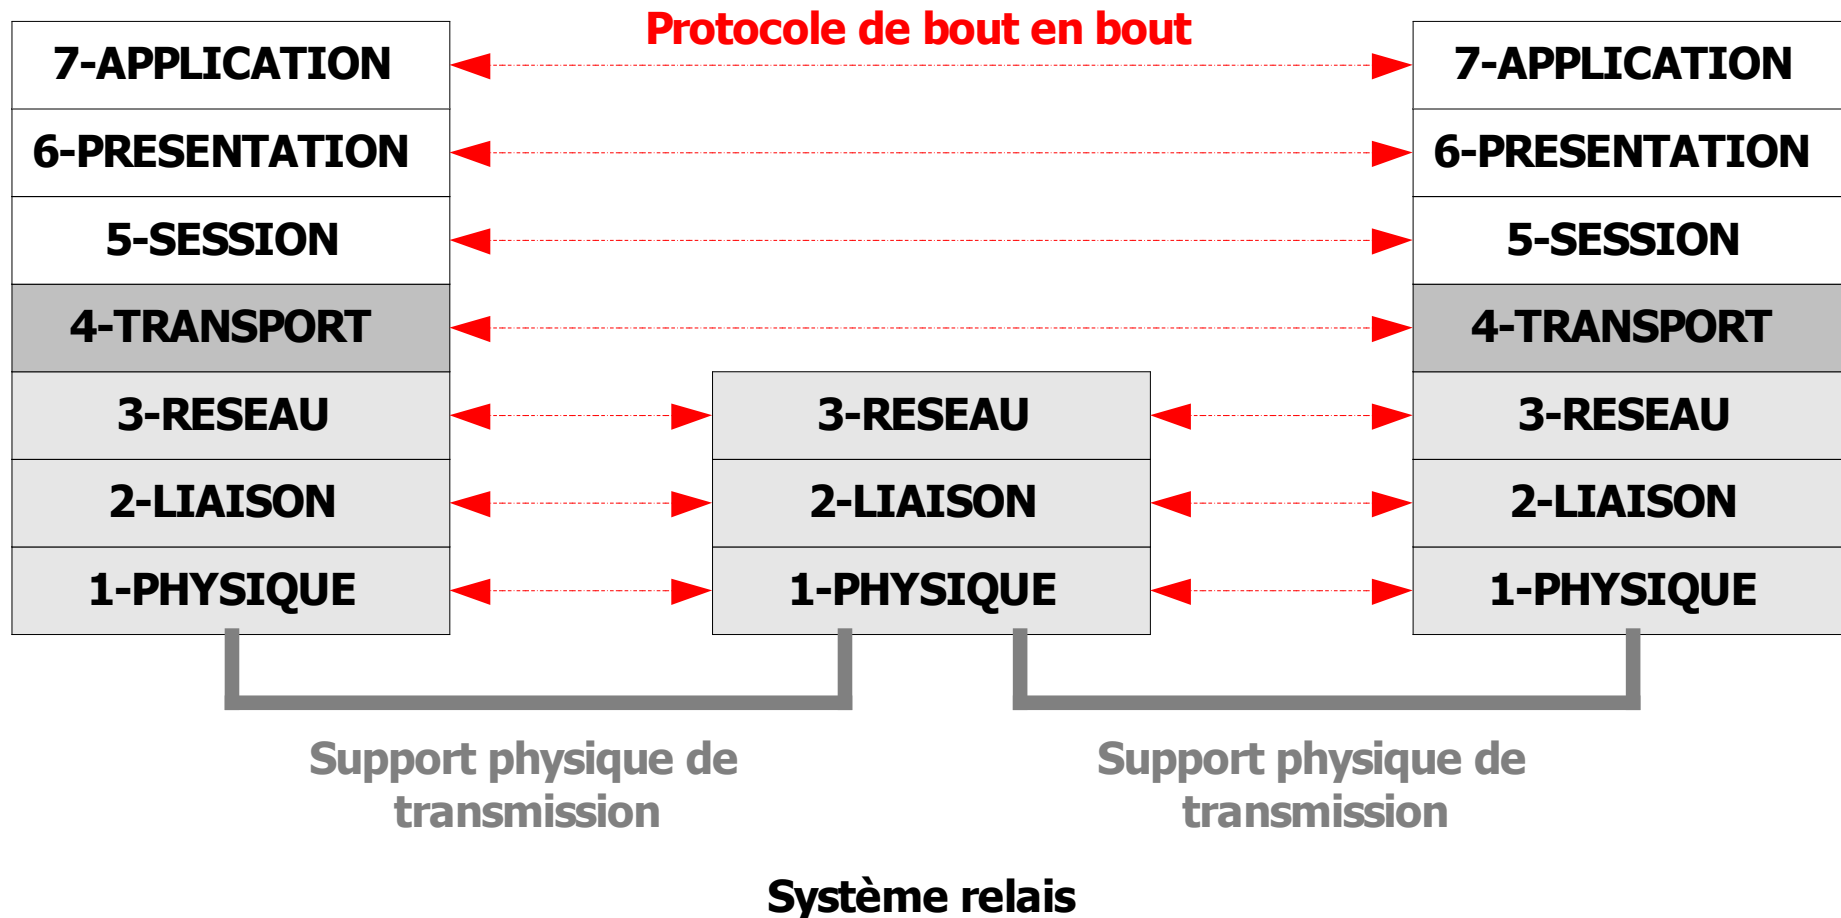 Protocole de bout en bout
7-APPLICATION
7-APPLICATION
6-PRESENTATION
6-PRESENTATION
5-SESSION
5-SESSION
4-TRANSPORT
4-TRANSPORT
3-RESEAU
3-RESEAU
3-RESEAU
2-LIAISON
2-LIAISON
2-LIAISON
1-PHYSIQUE
1-PHYSIQUE
1-PHYSIQUE
Support physique de
transmission
Support physique de
transmission
Système relais